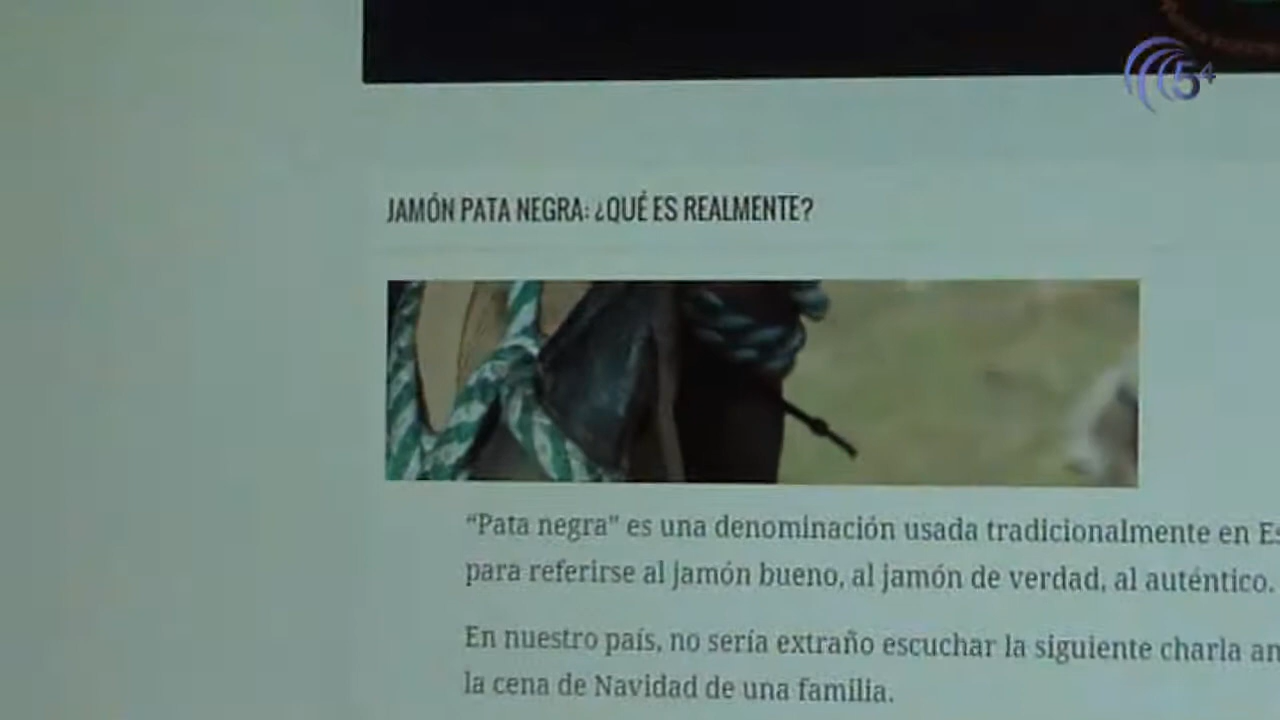 54
JAMÓN PATA NEGRA: ¿QUÉ ES REALMENTE?
“Pata negra" es una denominación usada tradicionalmente en
para referirse al jamón bueno, al jamón de verdad, al auténtico.
En nuestro país, no sería extraño escuchar la siguiente charla
la cena de Navidad de una familia.